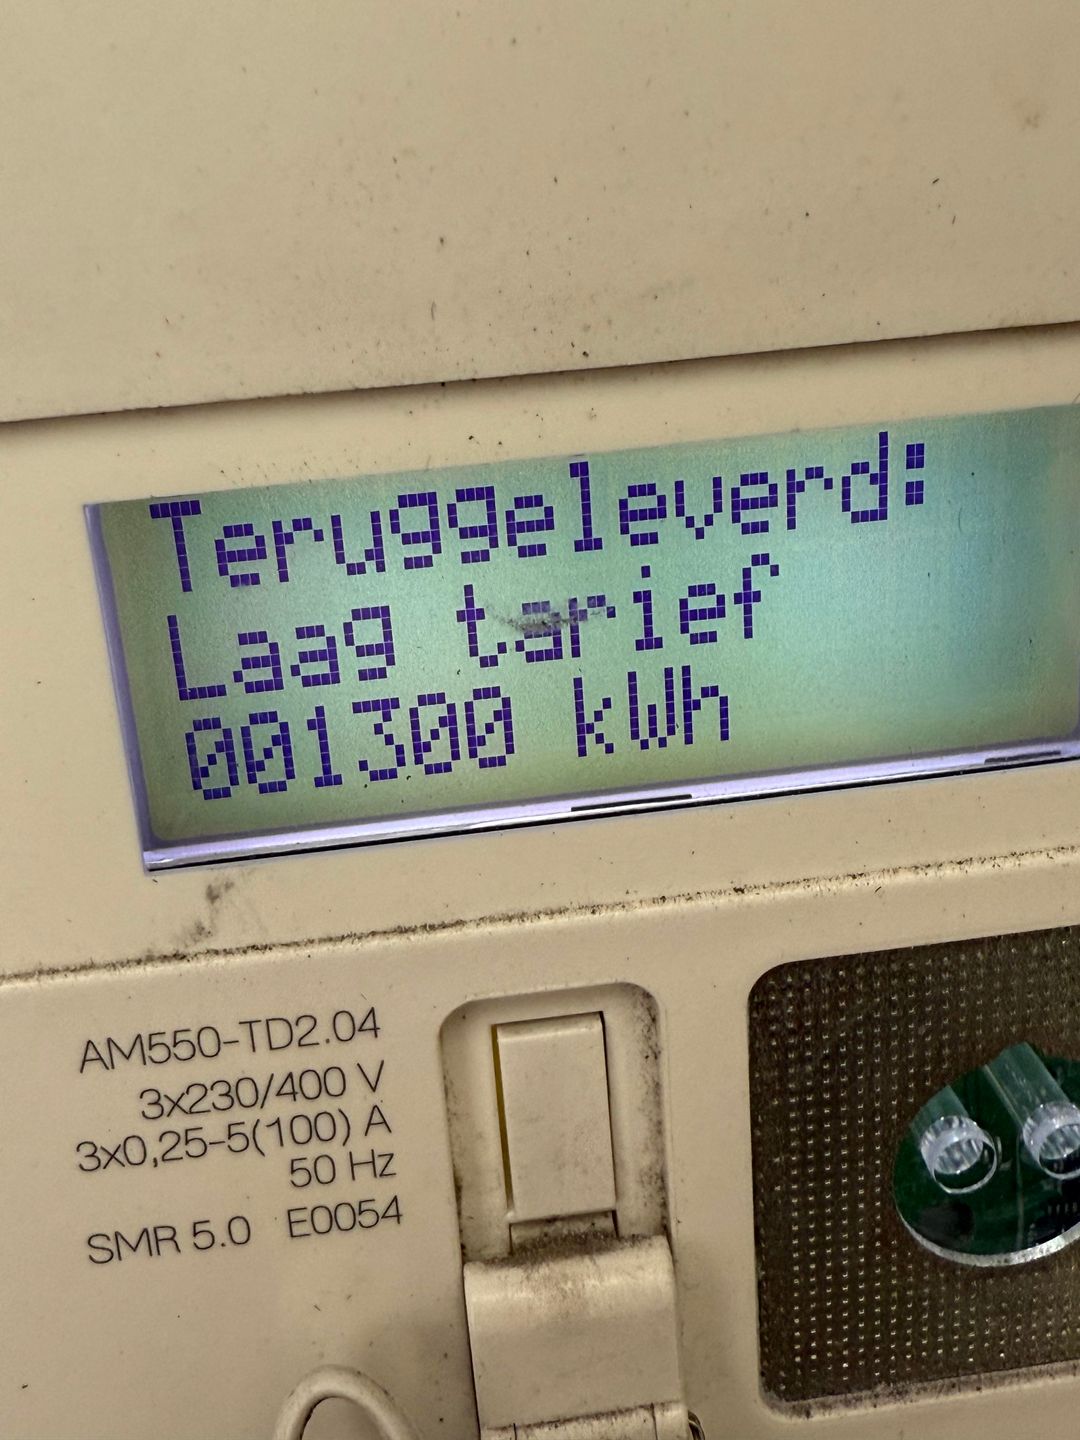 Teruggeleverd:
Laag tarief
001300 kWh
AM550-TD2.04
3x230/400 V
3x0,25-5(100) A
50 Hz
SMR 5.0 E0054